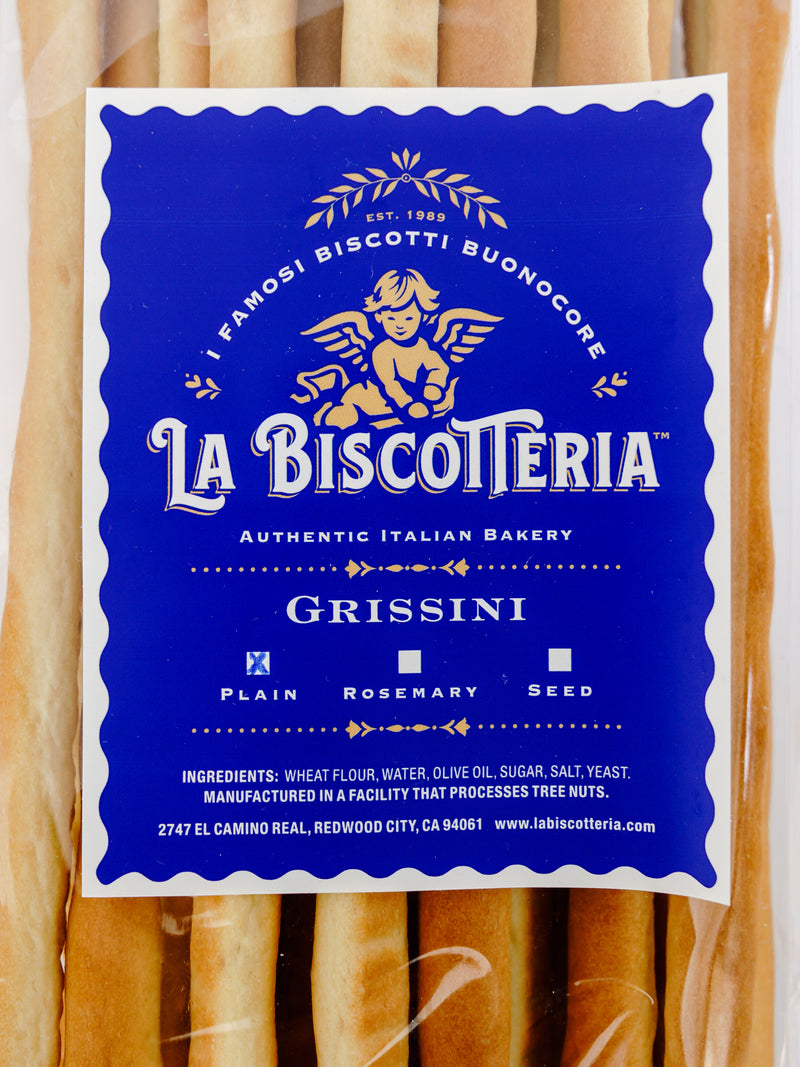 EST. 1989
I FAMOSI BISCOTTI BUONOCORE
LA BISCOTTERIA™
AUTHENTIC ITALIAN BAKERY
GRISSINI
X
PLAIN ROSEMARY SEED
INGREDIENTS: WHEAT FLOUR, WATER, OLIVE OIL, SUGAR, SALT, YEAST.
MANUFACTURED IN A FACILITY THAT PROCESSES TREE NUTS.
2747 EL CAMINO REAL, REDWOOD CITY, CA 94061 www.labiscotteria.com